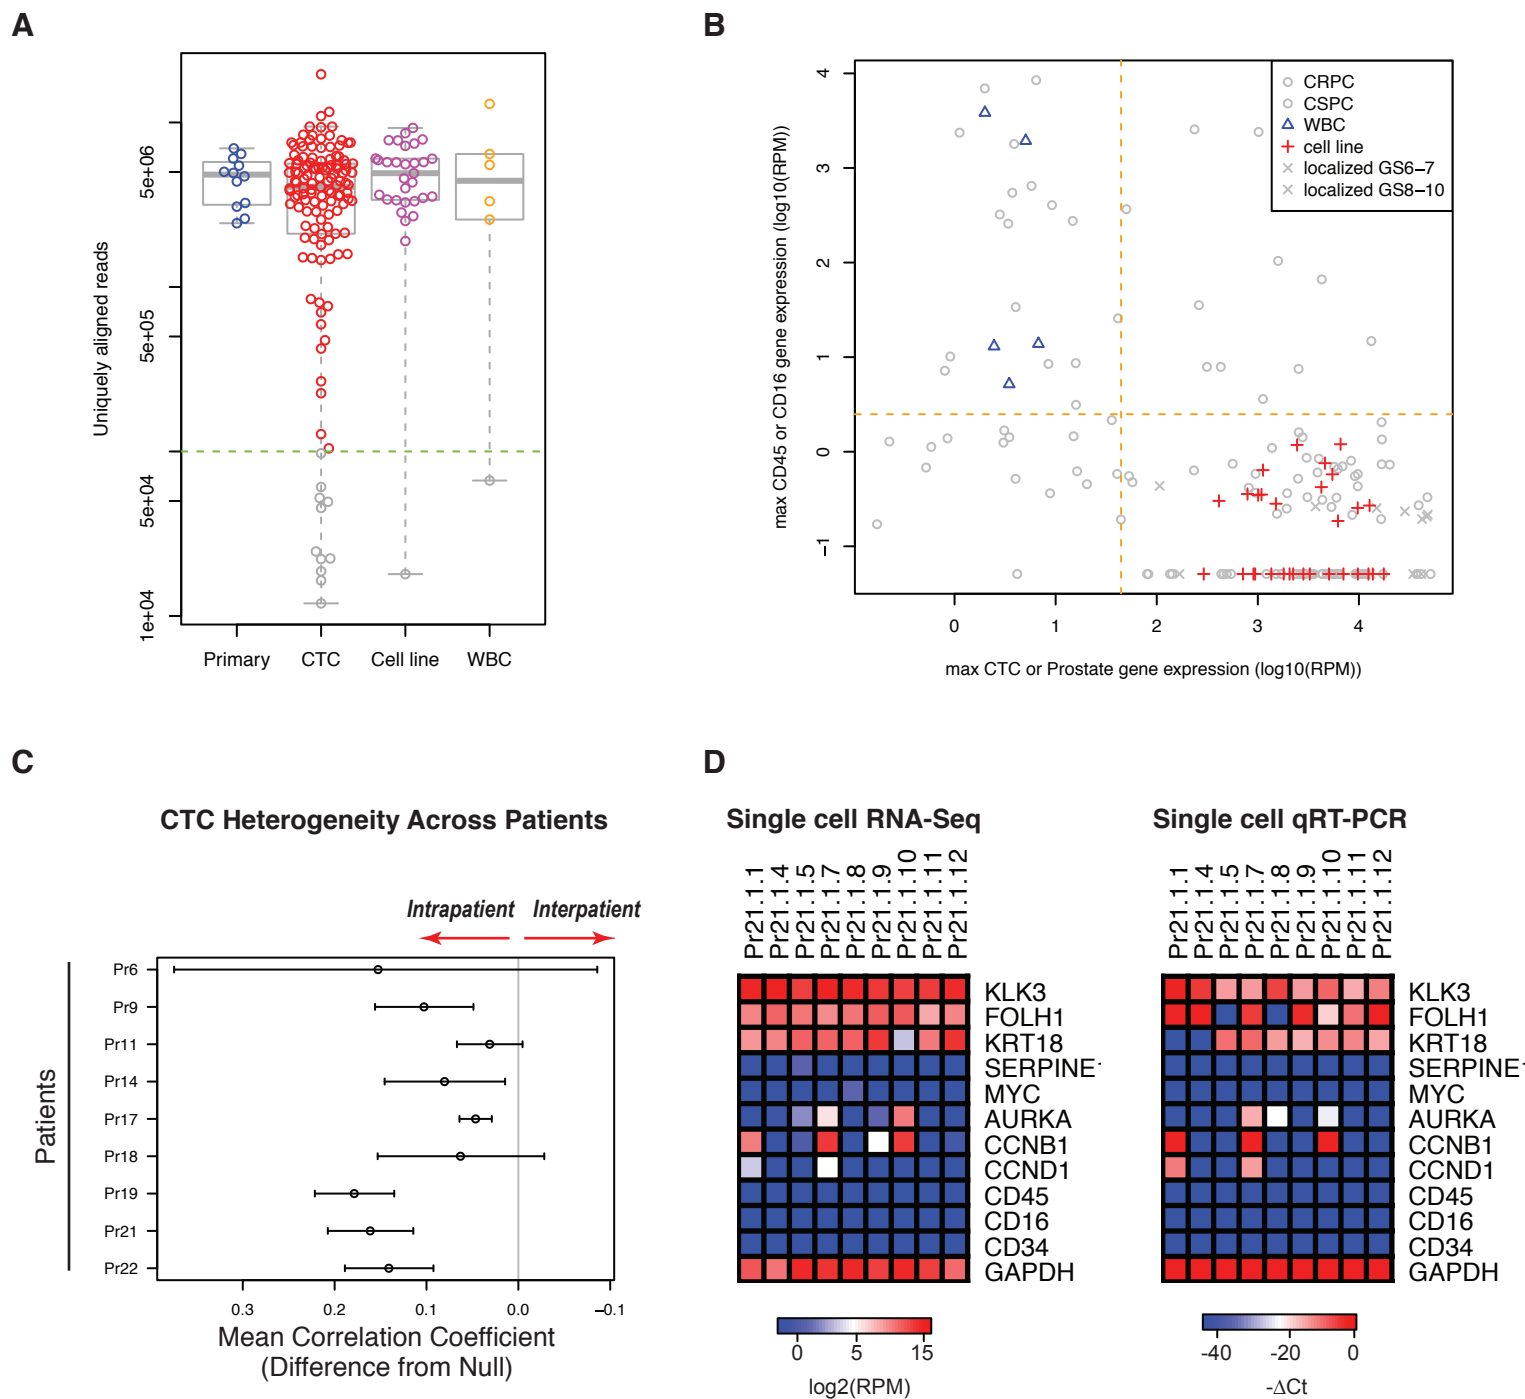 A
Uniquely aligned reads
5e+06
5e+05
5e+04
1e+04
Primary
CTC
Cell line
WBC
B
max CD45 or CD16 gene expression (log10(RPM))
4
3
2
1
0
−1
0
1
2
3
4
max CTC or Prostate gene expression (log10(RPM))
CRPC
CSPC
WBC
cell line
localized GS6−7
localized GS8−10
C
CTC Heterogeneity Across Patients
Intrapatient
Interpatient
Patients
Pr6
Pr9
Pr11
Pr14
Pr17
Pr18
Pr19
Pr21
Pr22
0.3
0.2
0.1
0.0
−0.1
Mean Correlation Coefficient
(Difference from Null)
D
Single cell RNA-Seq
Pr21.1.1
Pr21.1.4
Pr21.1.5
Pr21.1.7
Pr21.1.8
Pr21.1.9
Pr21.1.10
Pr21.1.11
Pr21.1.12
KLK3
FOLH1
KRT18
SERPINE
MYC
AURKA
CCNB1
CCND1
CD45
CD16
CD34
GAPDH
0
5
15
log2(RPM)
Single cell qRT-PCR
Pr21.1.1
Pr21.1.4
Pr21.1.5
Pr21.1.7
Pr21.1.8
Pr21.1.9
Pr21.1.10
Pr21.1.11
Pr21.1.12
KLK3
FOLH1
KRT18
SERPINE
MYC
AURKA
CCNB1
CCND1
CD45
CD16
CD34
GAPDH
-40
-20
0
-ΔCt